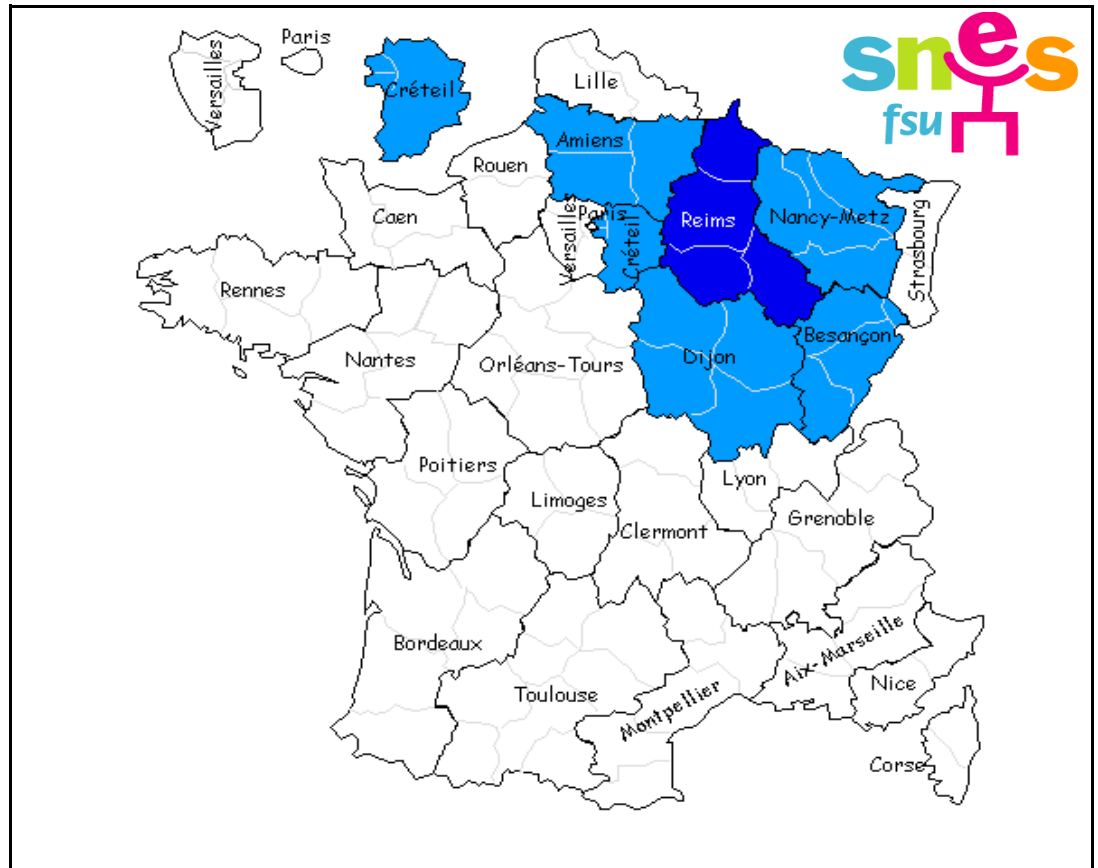 Versailles
Paris
Créteil
Lille
snes
fsu
Amiens
Rouen
Caen
Paris
Versailles
Créteil
Reims
Nancy-Metz
Strasbourg
Rennes
Nantes
Orléans-Tours
Dijon
Besançon
Poitiers
Limoges
Clermont
Lyon
Grenoble
Bordeaux
Toulouse
Montpellier
Aix-Marseille
Nice
Corse